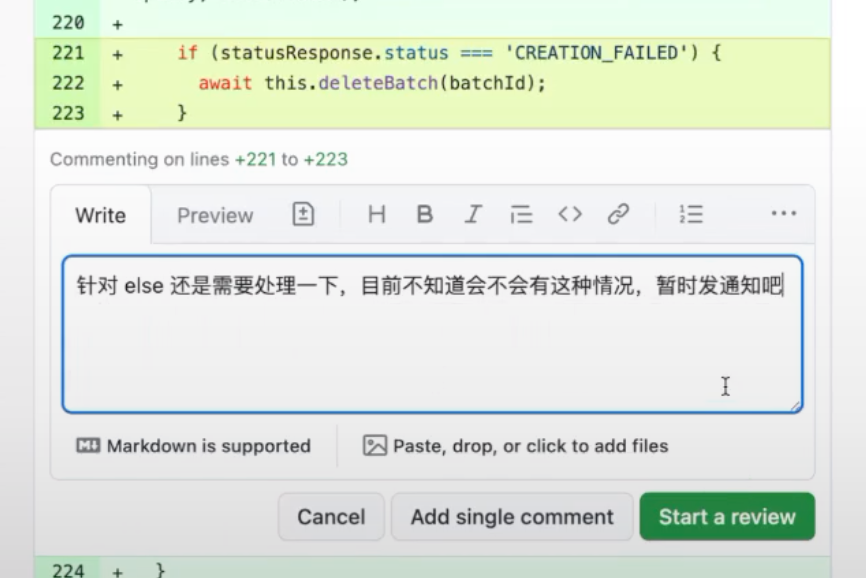 220 +
221 + if (statusResponse.status === 'CREATION_FAILED') {
222 + await this.deleteBatch(batchId);
223 + }
Commenting on lines +221 to +223
Write Preview H B I <> ...
针对 else 还是需要处理一下，目前不知道会不会有这种情况，暂时发通知吧
Markdown is supported Paste, drop, or click to add files
Cancel Add single comment Start a review
224 + }